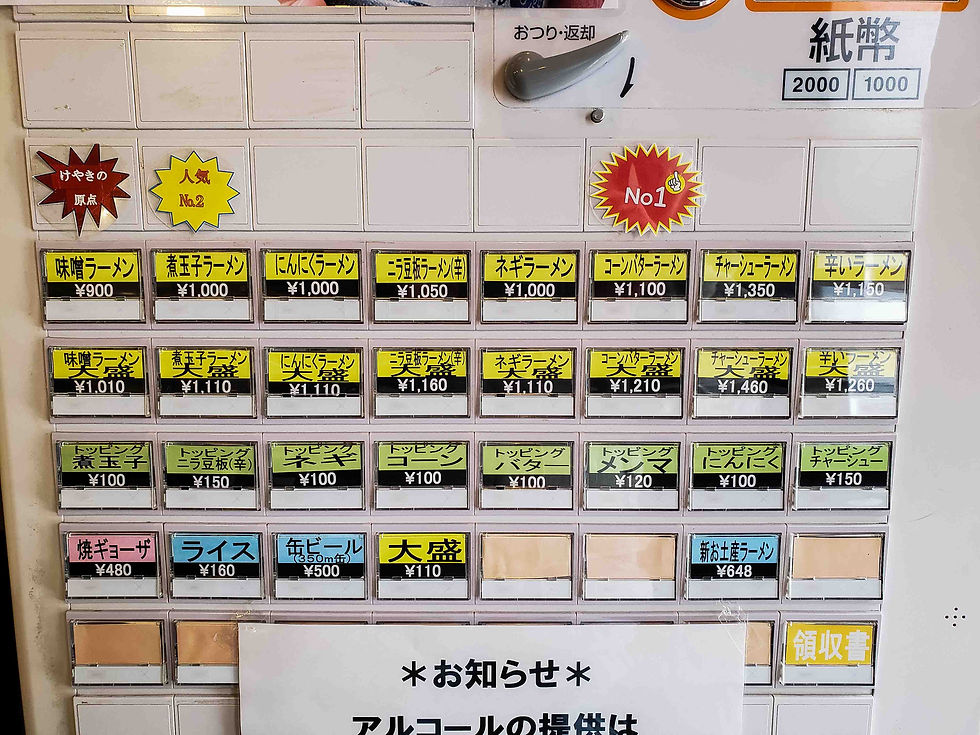 おつり・返却
紙幣
2000 1000
けやきの
原点
人気
No.2
No1
味噌ラーメン
¥900
煮玉子ラーメン
¥1,000
にんにくラーメン
¥1,000
ニラ豆板ラーメン(辛)
¥1,050
ネギラーメン
¥1,000
コーンバターラーメン
¥1,100
チャーシューラーメン
¥1,350
辛いラーメン
¥1,150
味噌ラーメン
大盛
¥1,010
煮玉子ラーメン
大盛
¥1,110
にんにくラーメン
大盛
¥1,110
ニラ豆板ラーメン(辛)
大盛
¥1,160
ネギラーメン
大盛
¥1,110
コーンバターラーメン
大盛
¥1,210
チャーシューラーメン
大盛
¥1,460
辛いラーメン
大盛
¥1,260
トッピング
煮玉子
¥100
トッピング
ニラ豆板(辛)
¥150
トッピング
ネギ
¥100
トッピング
コーン
¥100
トッピング
バター
¥100
トッピング
メンマ
¥120
トッピング
にんにく
¥100
トッピング
チャーシュー
¥150
焼ギョーザ
¥480
ライス
¥160
缶ビール
(350m缶)
¥500
大盛
¥110
新お土産ラーメン
¥648
領収書
＊お知らせ＊
アルコールの提供は